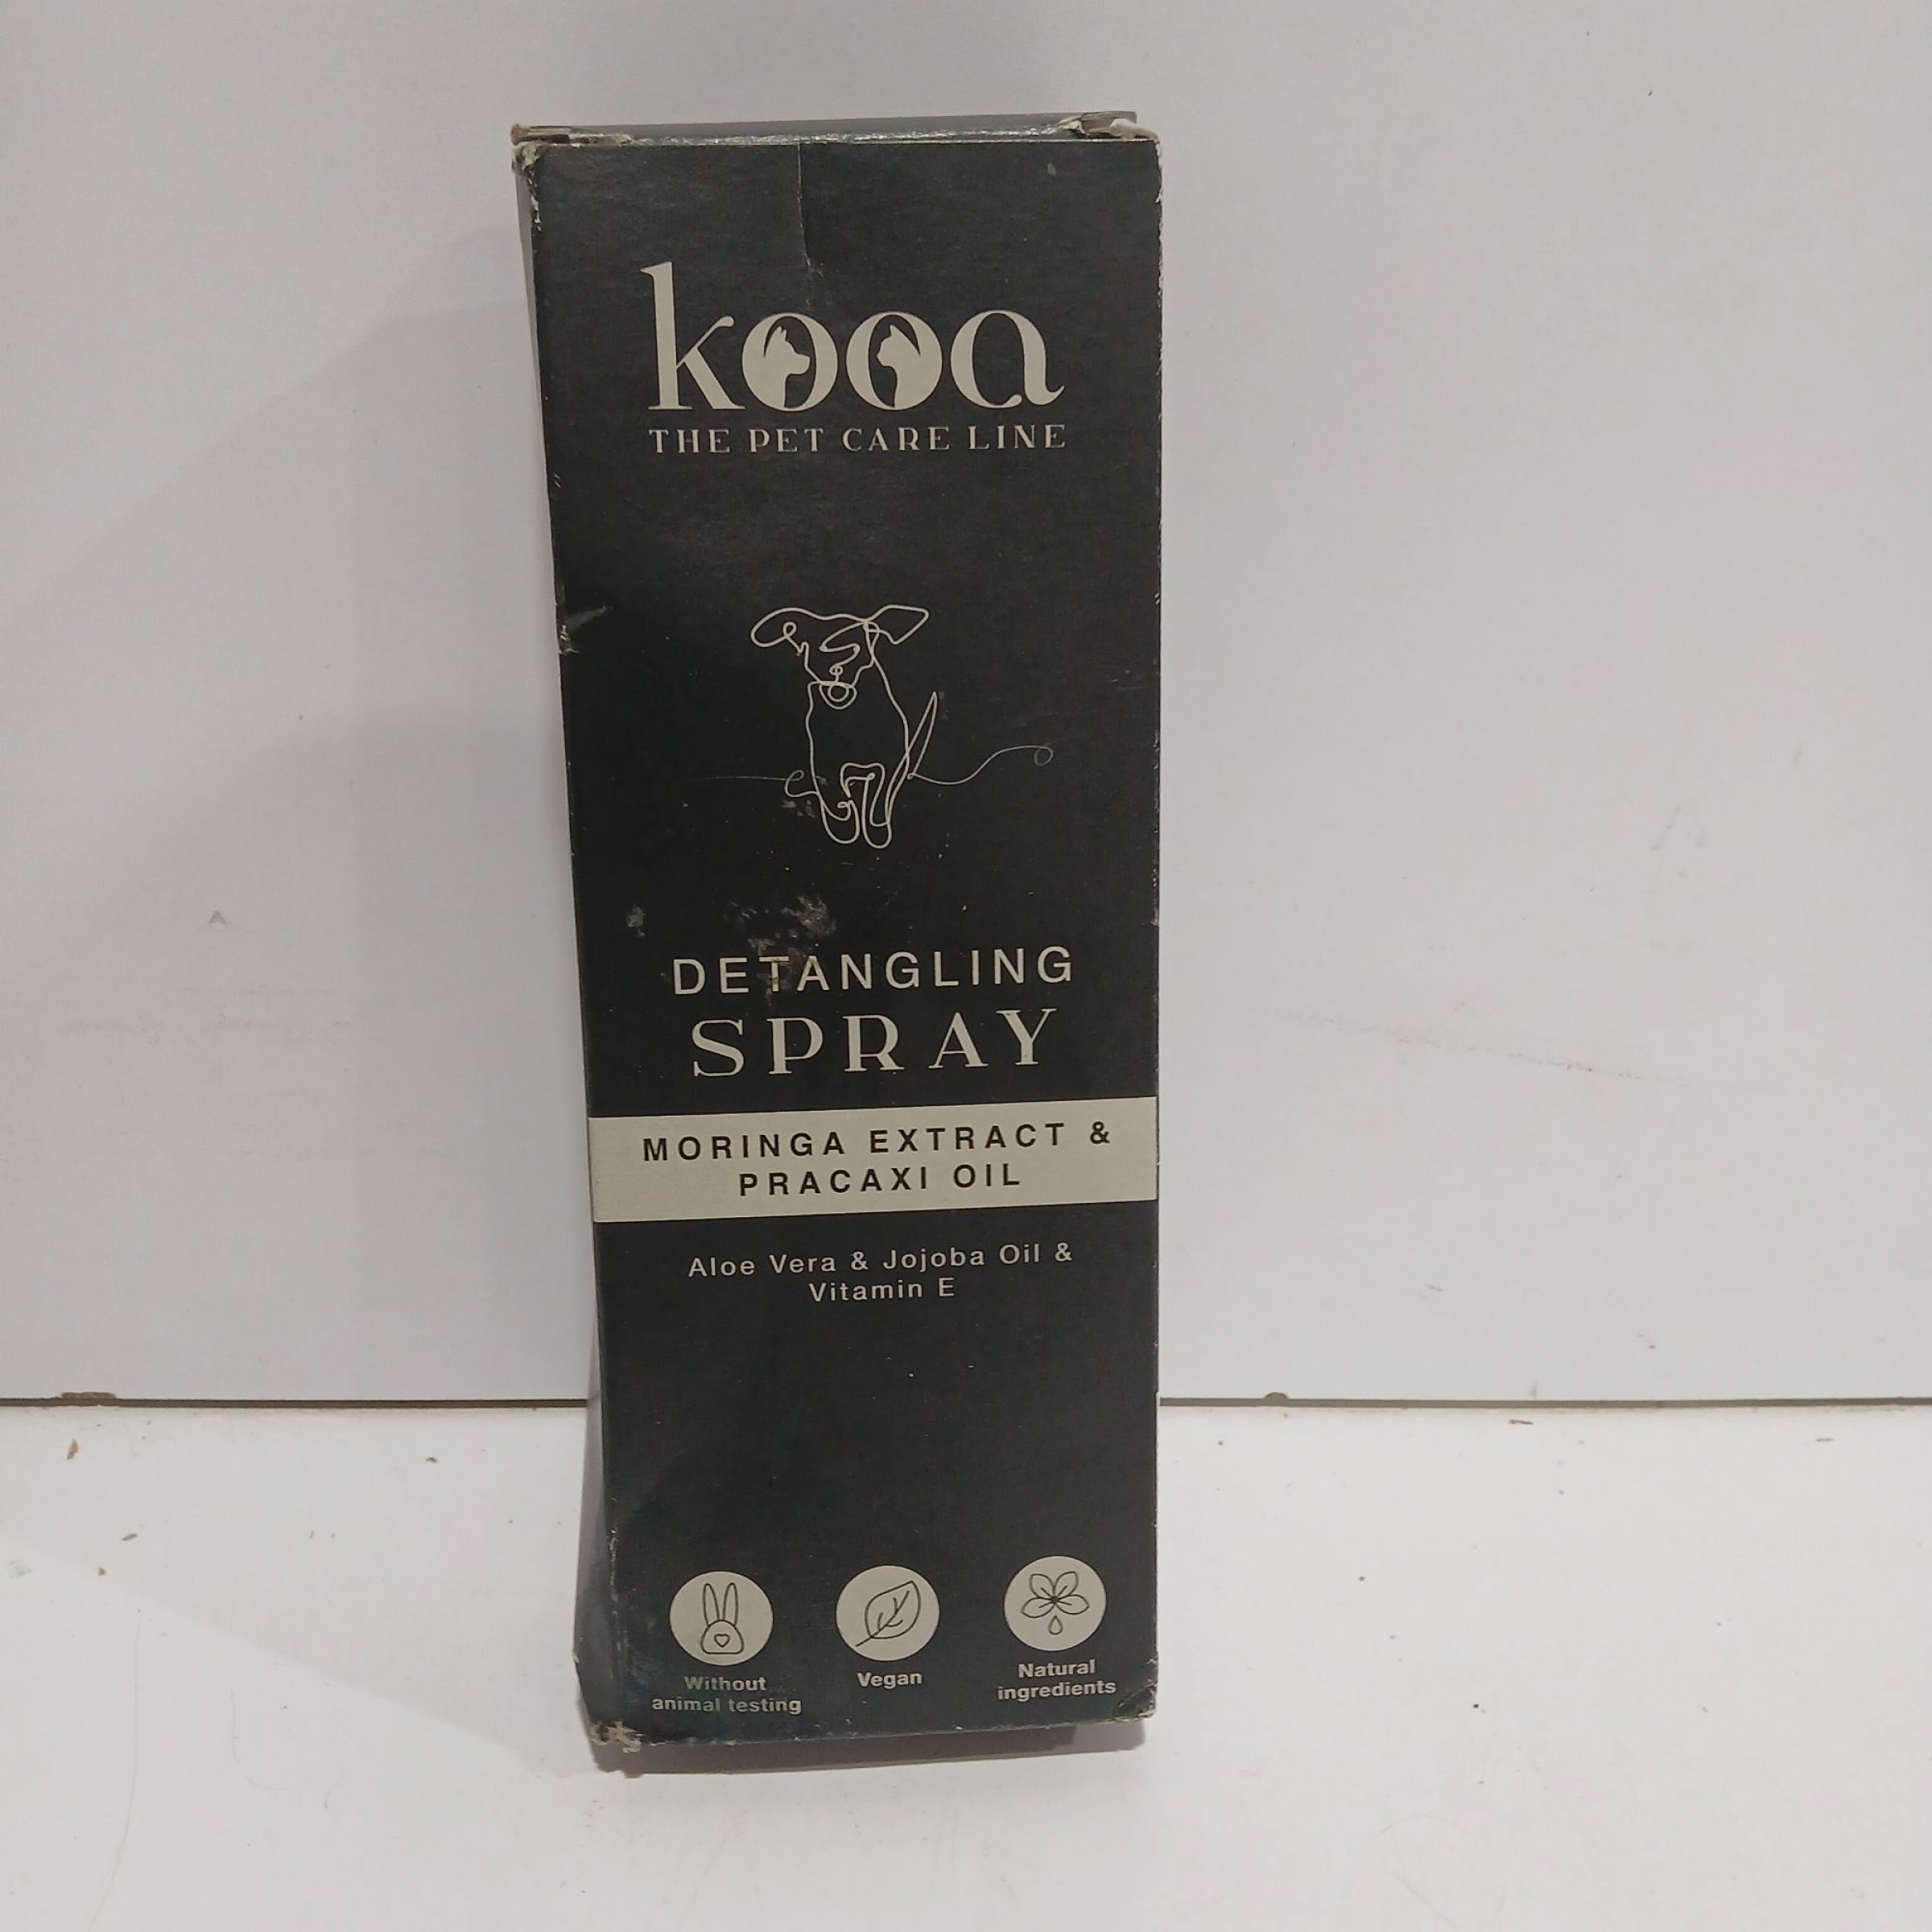 kooa
THE PET CARE LINE
DETANGLING
SPRAY
MORINGA EXTRACT &
PRACAXI OIL
Aloe Vera & Jojoba Oil &
Vitamin E
Without
animal testing
Vegan
Natural
ingredients